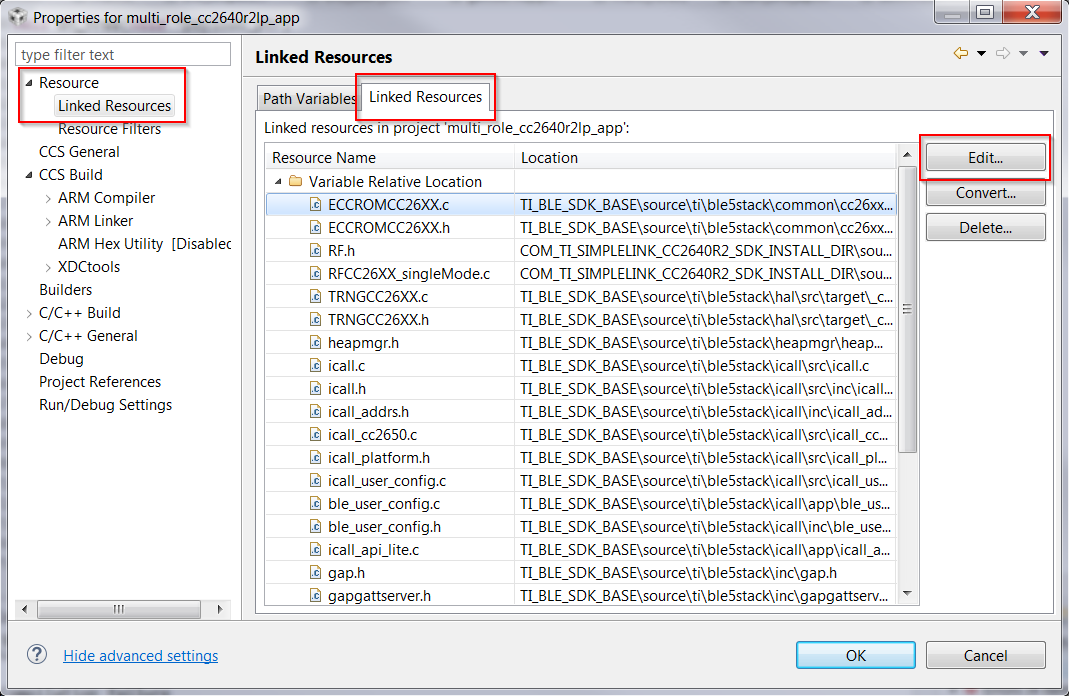 Properties for multi_role_cc2640r2lp_app
type filter text
Resource
Linked Resources
Resource Filters
CCS General
CCS Build
ARM Compiler
ARM Linker
ARM Hex Utility [Disabled
XDCtools
Builders
C/C++ Build
C/C++ General
Debug
Project References
Run/Debug Settings
Linked Resources
Path Variables
Linked Resources
Linked resources in project 'multi_role_cc2640r2lp_app':
Resource Name Location
Variable Relative Location
ECCROMCC26XX.c TI_BLE_SDK_BASE\source\ti\ble5stack\common\cc26xx...
ECCROMCC26XX.h TI_BLE_SDK_BASE\source\ti\ble5stack\common\cc26xx...
RF.h COM_TI_SIMPLELINK_CC2640R2_SDK_INSTALL_DIR\sou...
RFCC26XX_singleMode.c COM_TI_SIMPLELINK_CC2640R2_SDK_INSTALL_DIR\sou...
TRNGCC26XX.c TI_BLE_SDK_BASE\source\ti\ble5stack\hal\src\target\_c...
TRNGCC26XX.h TI_BLE_SDK_BASE\source\ti\ble5stack\hal\src\target\_c...
heapmgr.h TI_BLE_SDK_BASE\source\ti\ble5stack\heapmgr\heap...
icall.c TI_BLE_SDK_BASE\source\ti\ble5stack\icall\src\icall.c
icall.h TI_BLE_SDK_BASE\source\ti\ble5stack\icall\src\inc\icall...
icall_addrs.h TI_BLE_SDK_BASE\source\ti\ble5stack\icall\inc\icall_ad...
icall_cc2650.c TI_BLE_SDK_BASE\source\ti\ble5stack\icall\src\icall_cc...
icall_platform.h TI_BLE_SDK_BASE\source\ti\ble5stack\icall\src\icall_pl...
icall_user_config.c TI_BLE_SDK_BASE\source\ti\ble5stack\icall\src\icall_us...
ble_user_config.c TI_BLE_SDK_BASE\source\ti\ble5stack\icall\app\ble_us...
ble_user_config.h TI_BLE_SDK_BASE\source\ti\ble5stack\icall\inc\ble_use...
icall_api_lite.c TI_BLE_SDK_BASE\source\ti\ble5stack\icall\app\icall_a...
gap.h TI_BLE_SDK_BASE\source\ti\ble5stack\inc\gap.h
gapgattserver.h TI_BLE_SDK_BASE\source\ti\ble5stack\inc\gapgattserv...
Edit...
Convert...
Delete...
Hide advanced settings
OK
Cancel